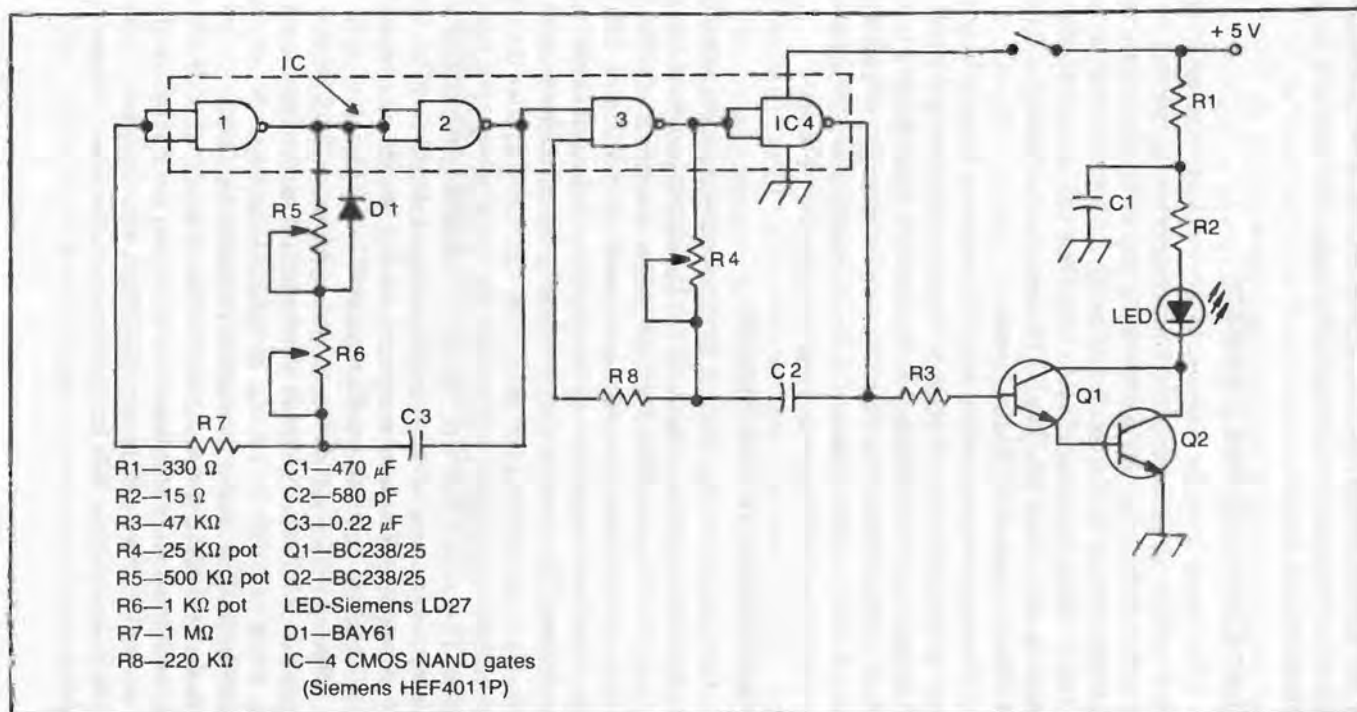 + 5 V
IC
1
2
3
IC4
R1
R5
D1
C1
R2
R4
LED
R6
R8
C2
R3
Q1
R7
C3
Q2
R1—330 Ω C1—470 μF
R2—15 Ω C2—580 pF
R3—47 KΩ C3—0.22 μF
R4—25 KΩ pot Q1—BC238/25
R5—500 KΩ pot Q2—BC238/25
R6—1 KΩ pot LED-Siemens LD27
R7—1 MΩ D1—BAY61
R8—220 KΩ IC—4 CMOS NAND gates
(Siemens HEF4011P)